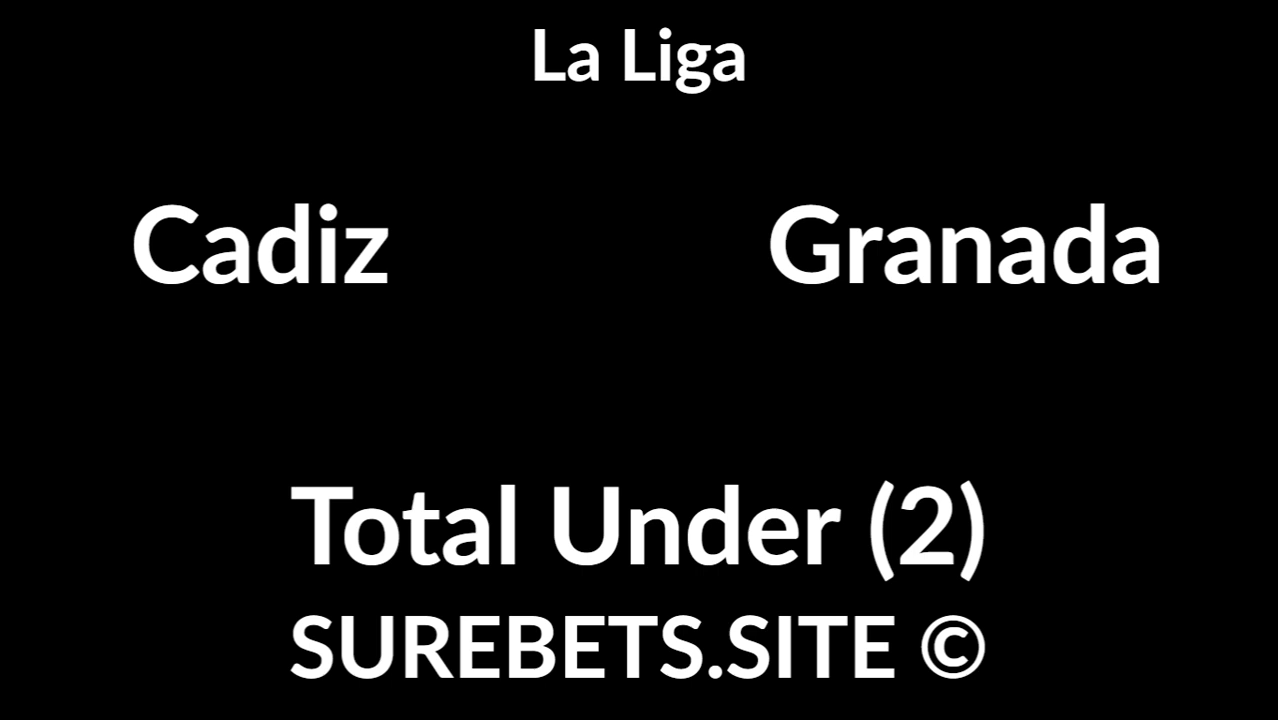 La Liga
Cadiz Granada
Total Under (2)
SUREBETS.SITE ©